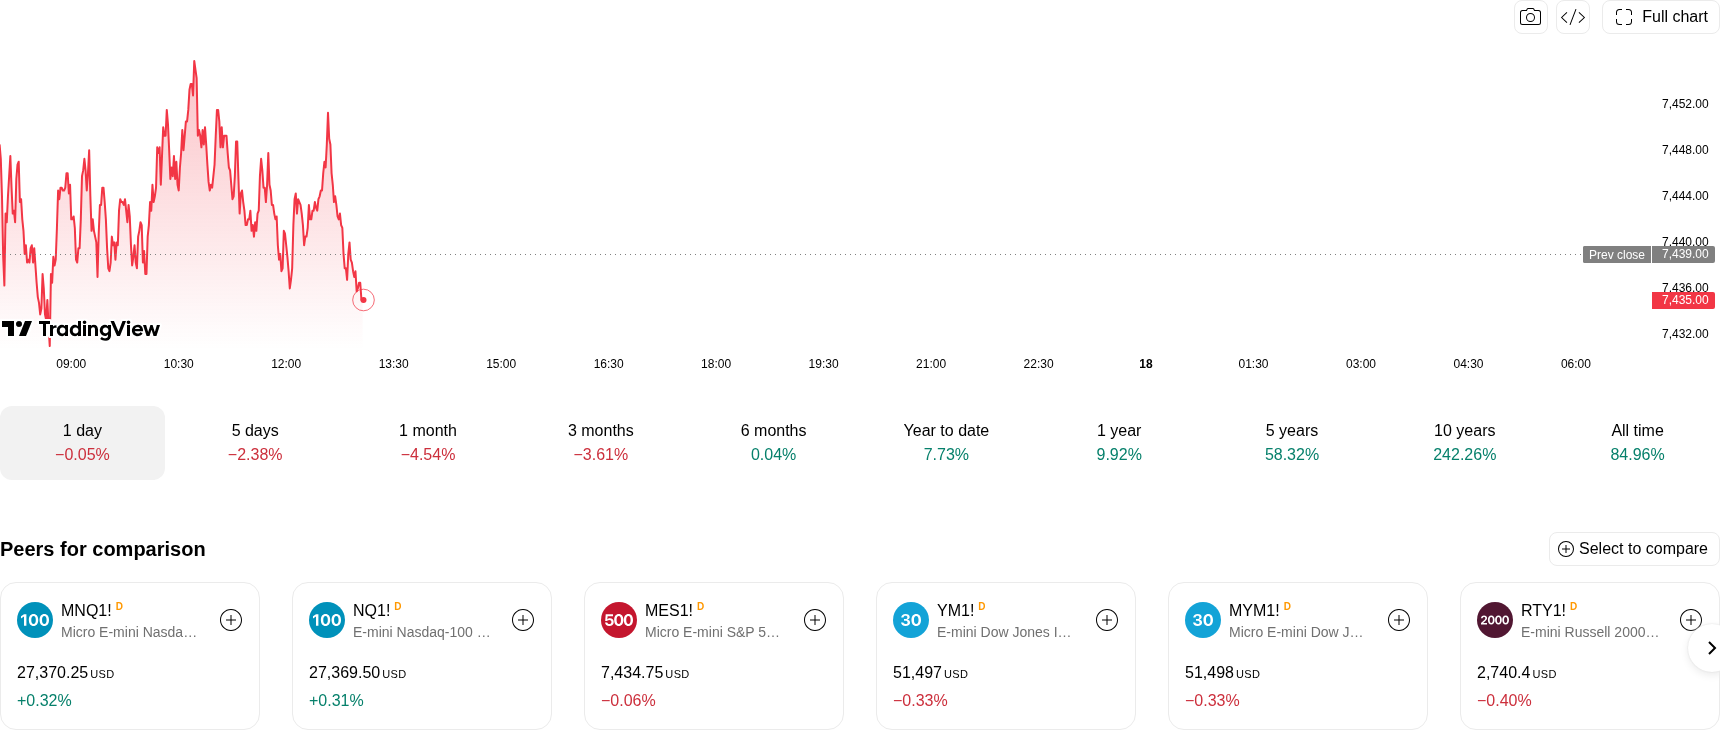 Full chart
7,452.00
7,448.00
7,444.00
7,440.00
Prev close 7,439.00
7,436.00
7,435.00
7,432.00
TradingView
09:00 10:30 12:00 13:30 15:00 16:30 18:00 19:30 21:00 22:30 18 01:30 03:00 04:30 06:00
1 day 5 days 1 month 3 months 6 months Year to date 1 year 5 years 10 years All time
−0.05% −2.38% −4.54% −3.61% 0.04% 7.73% 9.92% 58.32% 242.26% 84.96%
Peers for comparison
Select to compare
100 MNQ1! D
Micro E-mini Nasda…
27,370.25 USD
+0.32%
100 NQ1! D
E-mini Nasdaq-100 …
27,369.50 USD
+0.31%
500 MES1! D
Micro E-mini S&P 5…
7,434.75 USD
−0.06%
30 YM1! D
E-mini Dow Jones I…
51,497 USD
−0.33%
30 MYM1! D
Micro E-mini Dow J…
51,498 USD
−0.33%
2000 RTY1! D
E-mini Russell 2000…
2,740.4 USD
−0.40%